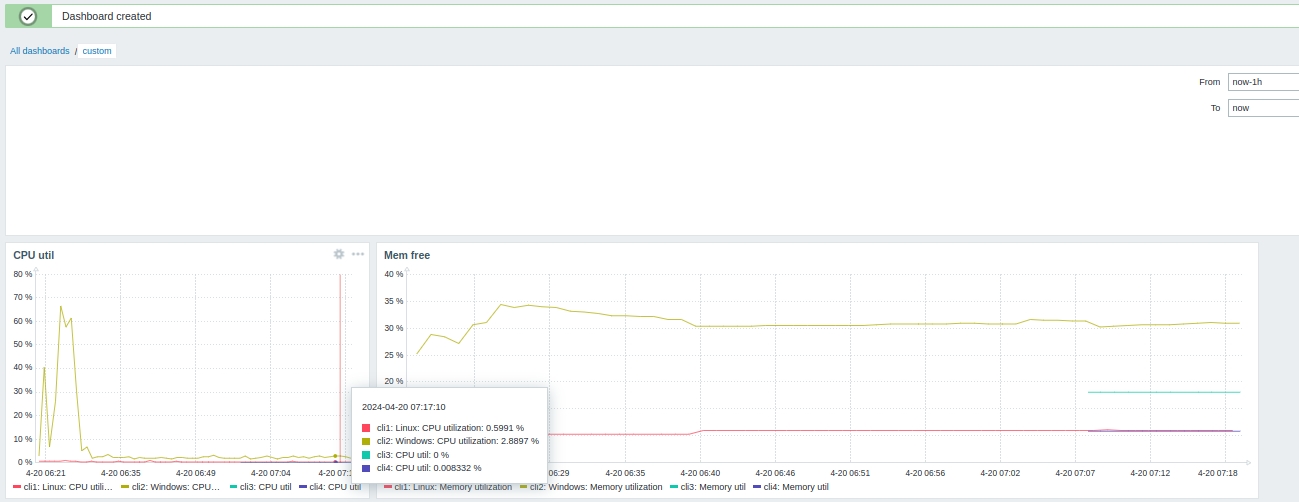 Dashboard created
All dashboards / custom
From now-1h
To now
CPU util
80 %
70 %
60 %
50 %
40 %
30 %
20 %
10 %
0 %
4-20 06:21 4-20 06:35 4-20 06:49 4-20 07:04 4-20 07:1
cli1: Linux: CPU utili... cli2: Windows: CPU... cli3: CPU util cli4: CPU util
Mem free
40 %
35 %
30 %
25 %
20 %
06:29 4-20 06:35 4-20 06:40 4-20 06:46 4-20 06:51 4-20 06:56 4-20 07:02 4-20 07:07 4-20 07:12 4-20 07:18
cli1: Linux: Memory utilization cli2: Windows: Memory utilization cli3: Memory util cli4: Memory util
2024-04-20 07:17:10
cli1: Linux: CPU utilization: 0.5991 %
cli2: Windows: CPU utilization: 2.8897 %
cli3: CPU util: 0 %
cli4: CPU util: 0.008332 %